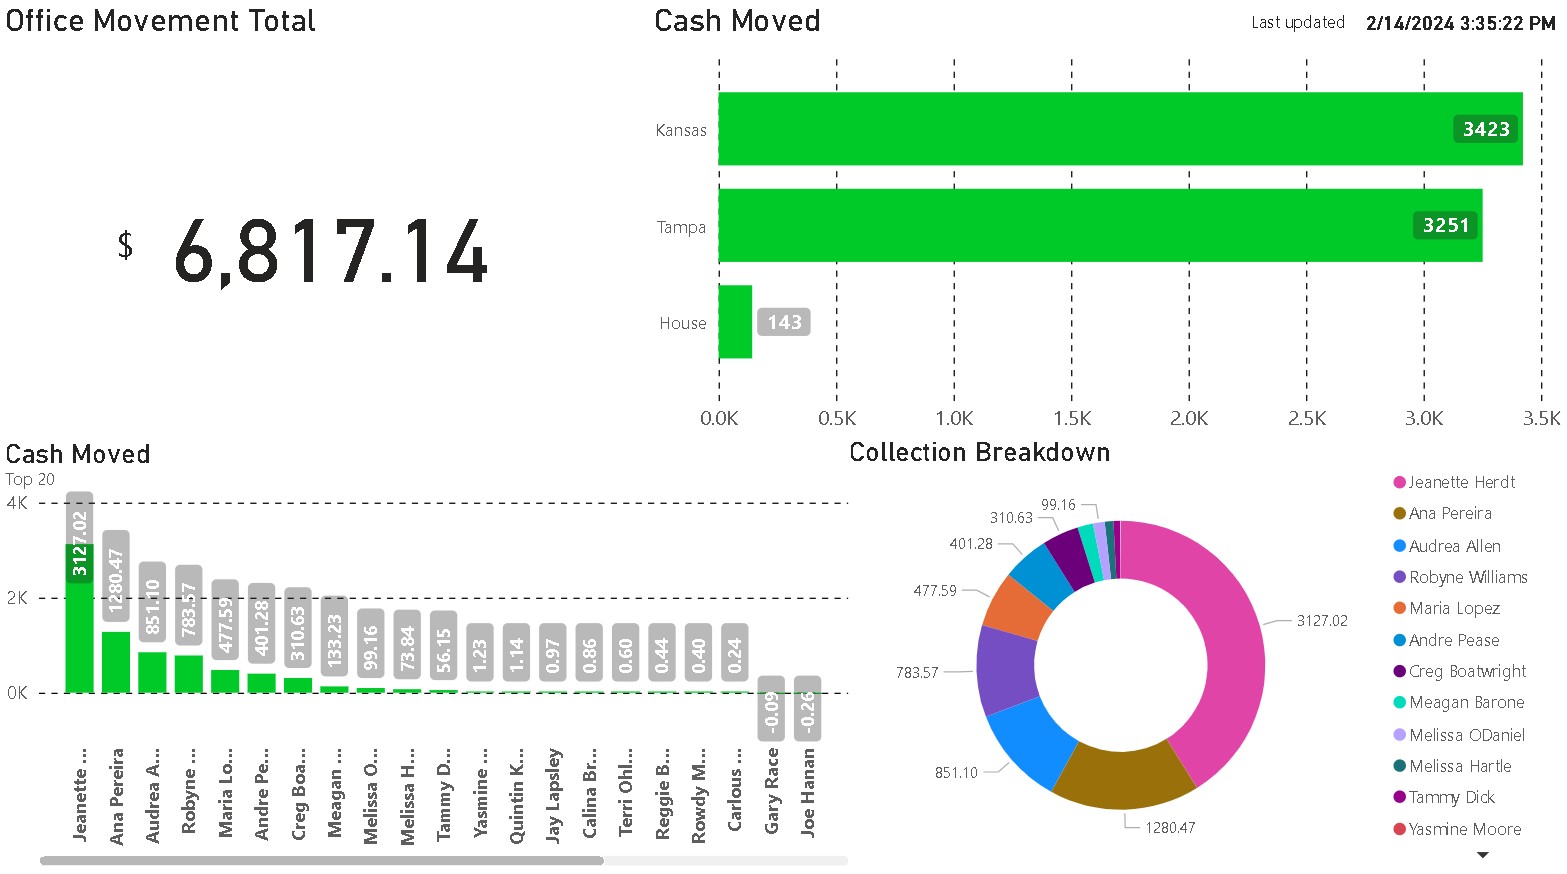 Office Movement Total
$ 6,817.14
Cash Moved
Last updated 2/14/2024 3:35:22 PM
Kansas 3423
Tampa 3251
House 143
0.0K 0.5K 1.0K 1.5K 2.0K 2.5K 3.0K 3.5K
Cash Moved
Top 20
4K
2K
0K
3127.02 1280.47 851.10 783.57 477.59 401.28 310.63 133.23 99.16 73.84 56.15 1.23 1.14 0.97 0.86 0.60 0.44 0.40 0.24 -0.09 -0.26
Jeanette ...
Ana Pereira
Audrea A...
Robyne ...
Maria Lo...
Andre Pe...
Creg Boa...
Meagan ...
Melissa O...
Melissa H...
Tammy D...
Yasmine ...
Quintin K...
Jay Lapsley
Calina Br...
Terri Ohl...
Reggie B...
Rowdy M...
Carlous ...
Gary Race
Joe Hanan
Collection Breakdown
99.16
310.63
401.28
477.59
783.57
851.10
1280.47
3127.02
Jeanette Herdt
Ana Pereira
Audrea Allen
Robyne Williams
Maria Lopez
Andre Pease
Creg Boatwright
Meagan Barone
Melissa ODaniel
Melissa Hartle
Tammy Dick
Yasmine Moore